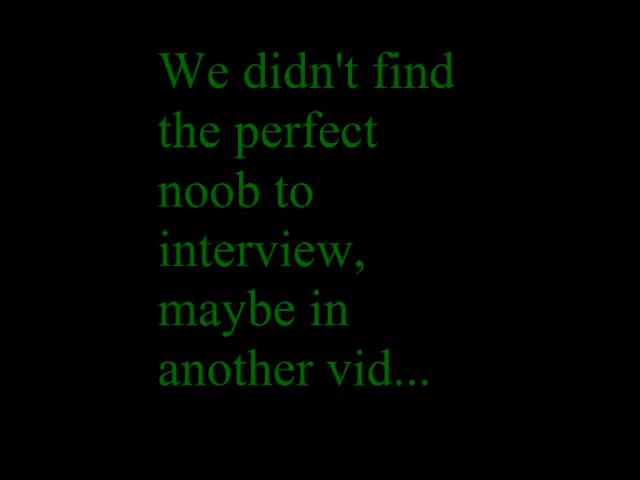 We didn't find
the perfect
noob to
interview,
maybe in
another vid...